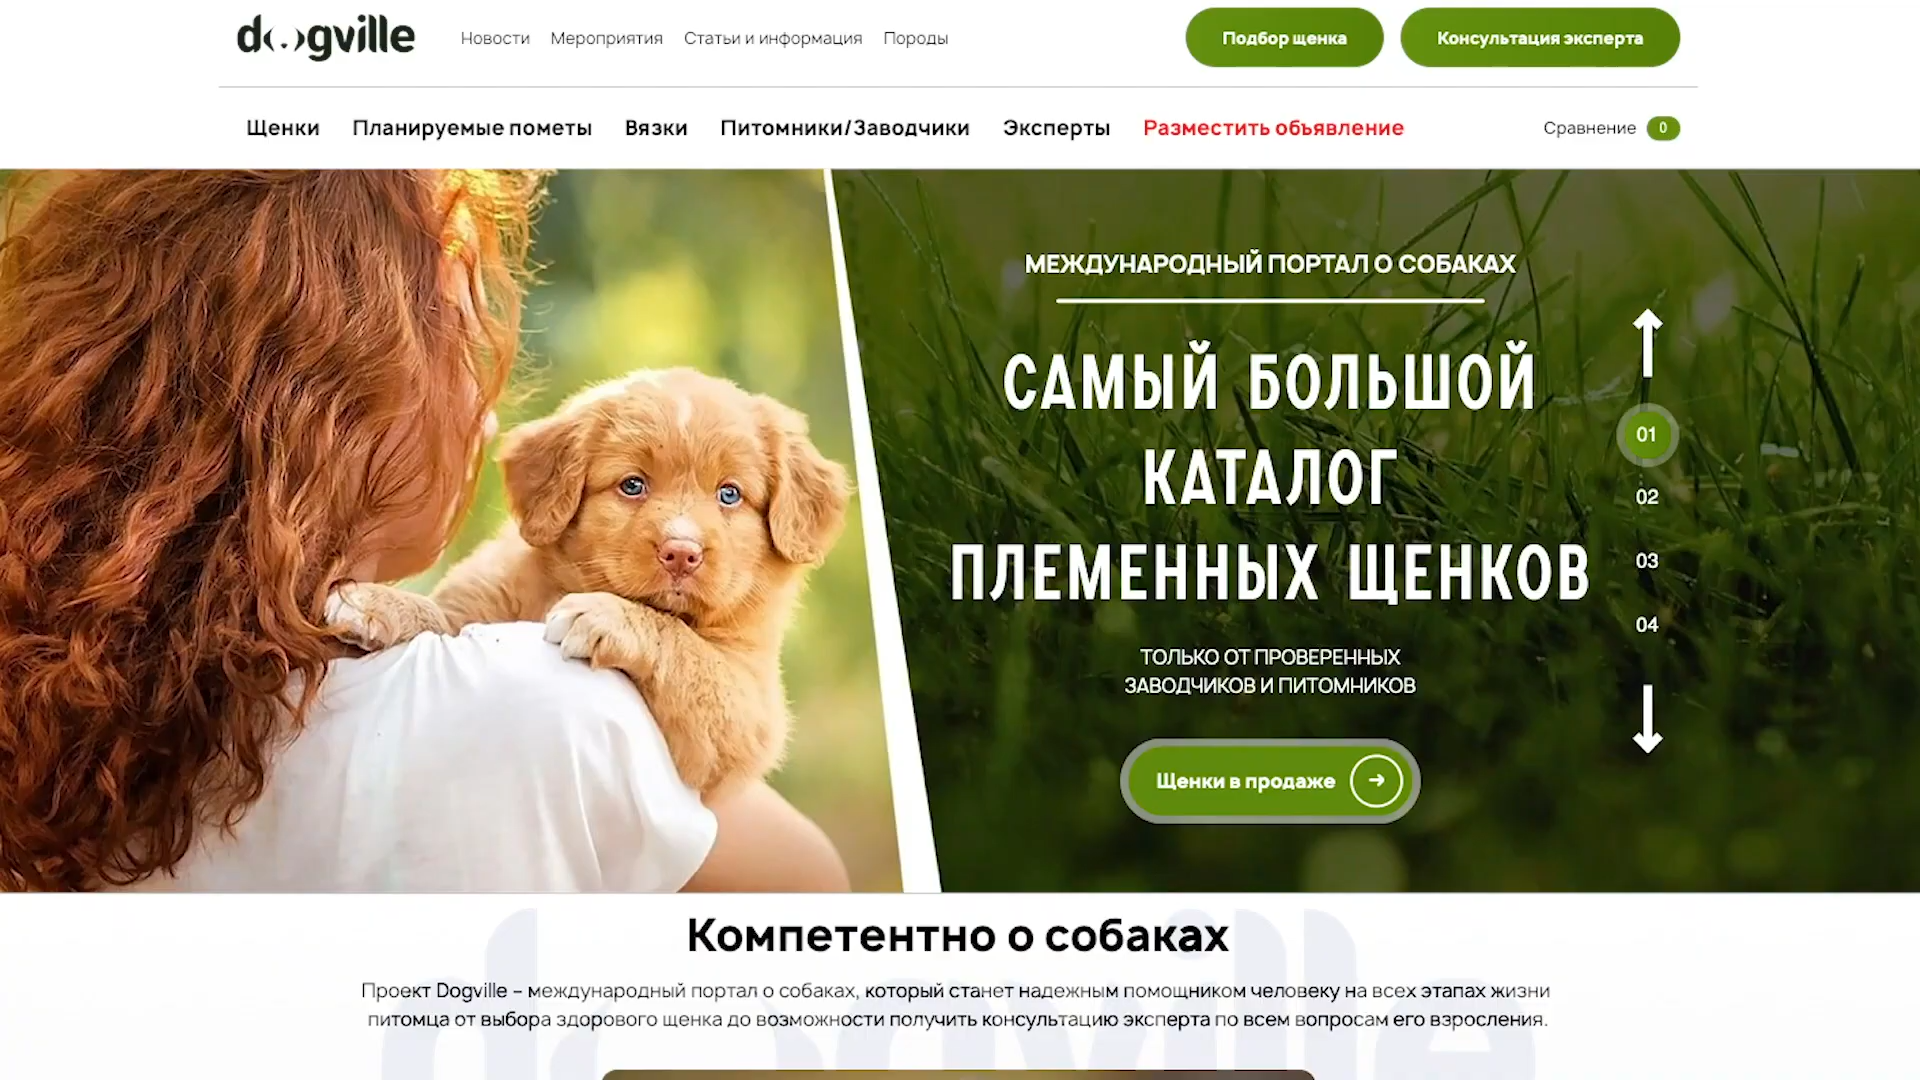 dogville
Новости Мероприятия Статьи и информация Породы
Подбор щенка
Консультация эксперта
Щенки Планируемые пометы Вязки Питомники/Заводчики Эксперты Разместить объявление
Сравнение 0
МЕЖДУНАРОДНЫЙ ПОРТАЛ О СОБАКАХ
САМЫЙ БОЛЬШОЙ
КАТАЛОГ
ПЛЕМЕННЫХ ЩЕНКОВ
ТОЛЬКО ОТ ПРОВЕРЕННЫХ
ЗАВОДЧИКОВ И ПИТОМНИКОВ
Щенки в продаже
01
02
03
04
Компетентно о собаках
Проект Dogville – международный портал о собаках, который станет надежным помощником человеку на всех этапах жизни
питомца от выбора здорового щенка до возможности получить консультацию эксперта по всем вопросам его взросления.
dogville